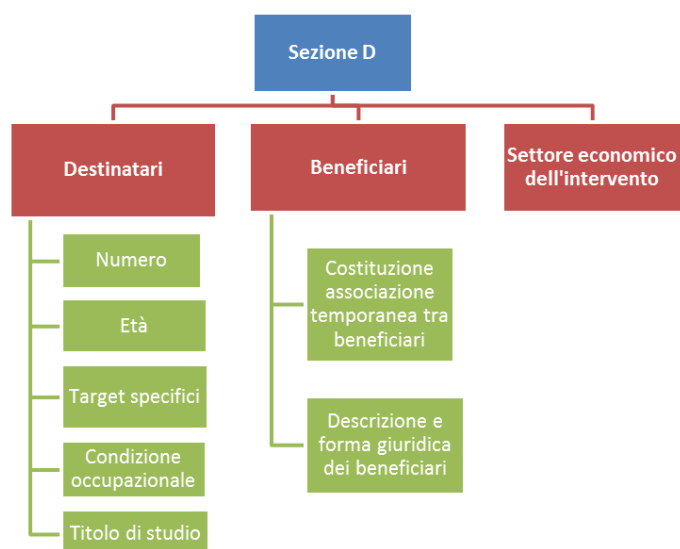 Sezione D
Destinatari
Beneficiari
Settore economico
dell'intervento
Numero
Età
Target specifici
Condizione
occupazionale
Titolo di studio
Costituzione
associazione
temporanea tra
beneficiari
Descrizione e
forma giuridica
dei beneficiari